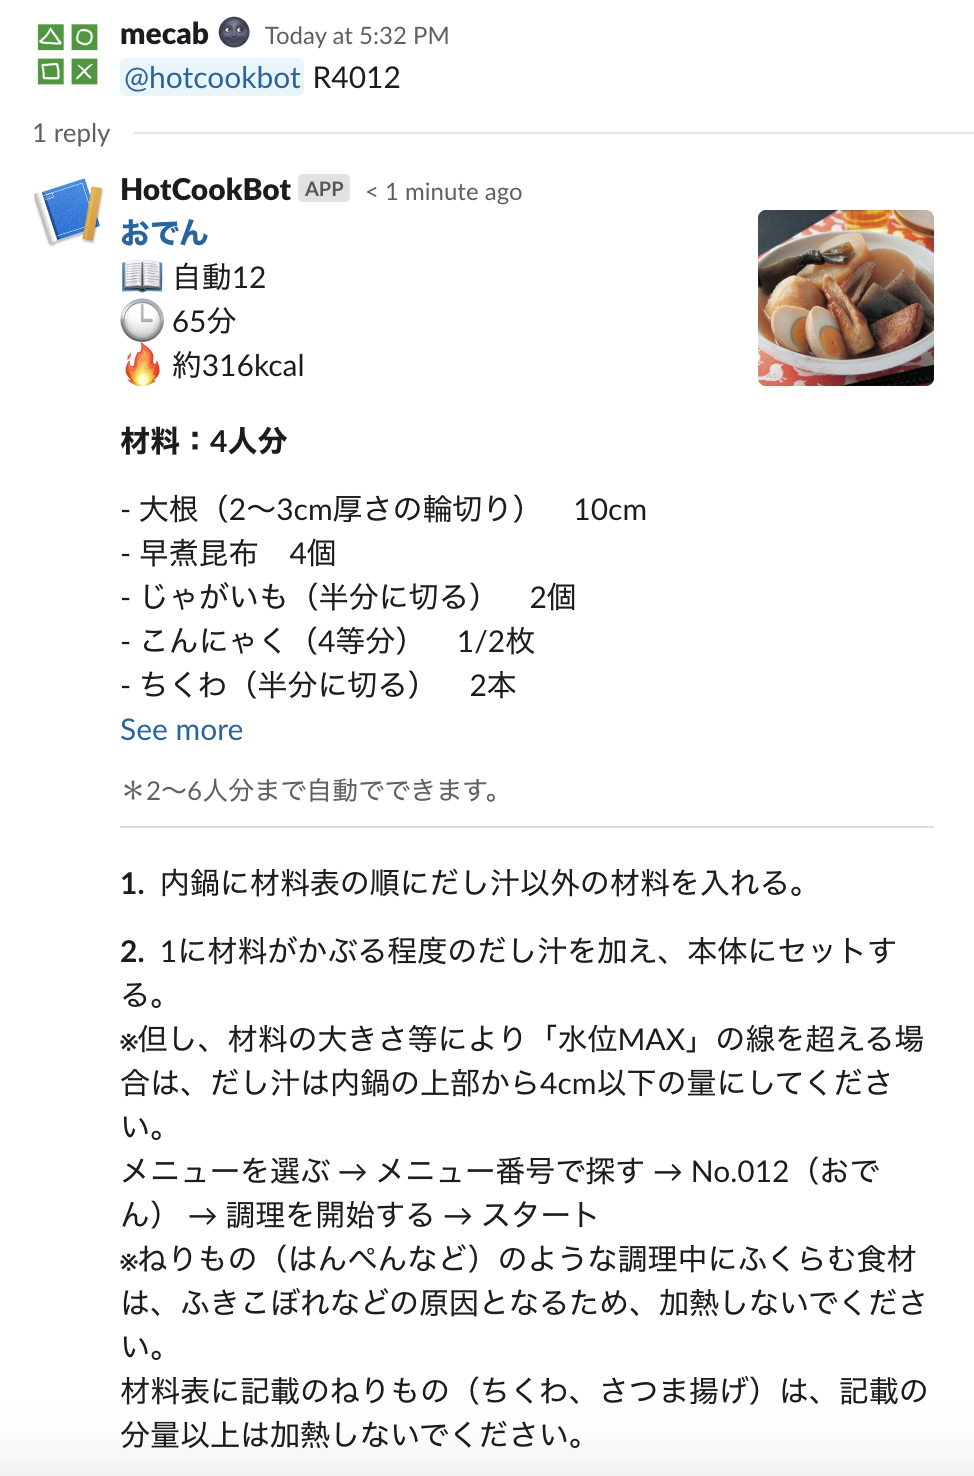 mecab Today at 5:32 PM
@hotcookbot R4012
1 reply
HotCookBot APP < 1 minute ago
おでん
自動12
65分
約316kcal
材料：4人分
- 大根（2〜3cm厚さの輪切り）　10cm
- 早煮昆布　4個
- じゃがいも（半分に切る）　2個
- こんにゃく（4等分）　1/2枚
- ちくわ（半分に切る）　2本
See more
＊2〜6人分まで自動でできます。
1. 内鍋に材料表の順にだし汁以外の材料を入れる。
2. 1に材料がかぶる程度のだし汁を加え、本体にセットす
る。
※但し、材料の大きさ等により「水位MAX」の線を超える場
合は、だし汁は内鍋の上部から4cm以下の量にしてくださ
い。
メニューを選ぶ → メニュー番号で探す → No.012（おで
ん） → 調理を開始する → スタート
※ねりもの（はんぺんなど）のような調理中にふくらむ食材
は、ふきこぼれなどの原因となるため、加熱しないでくださ
い。
材料表に記載のねりもの（ちくわ、さつま揚げ）は、記載の
分量以上は加熱しないでください。